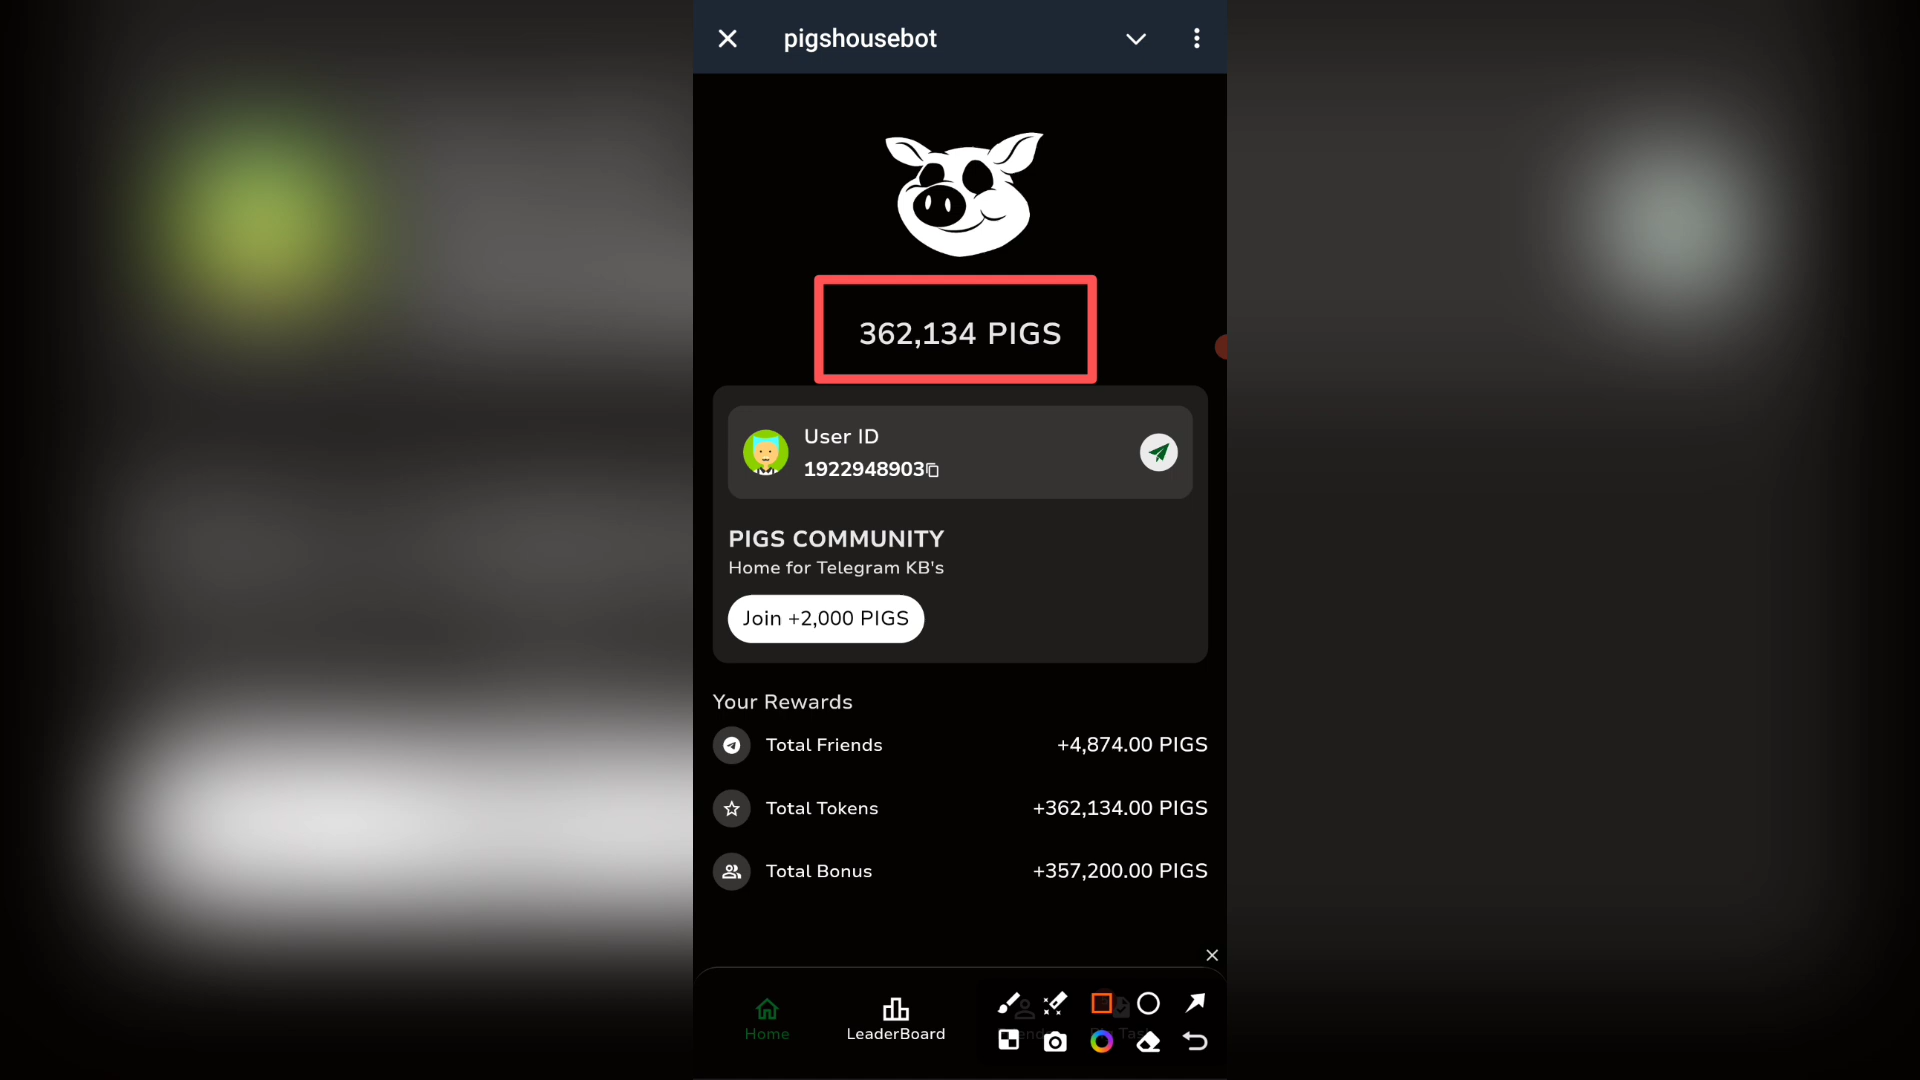 pigshousebot
362,134 PIGS
User ID
1922948903
PIGS COMMUNITY
Home for Telegram KB's
Join +2,000 PIGS
Your Rewards
Total Friends +4,874.00 PIGS
Total Tokens +362,134.00 PIGS
Total Bonus +357,200.00 PIGS
Home LeaderBoard